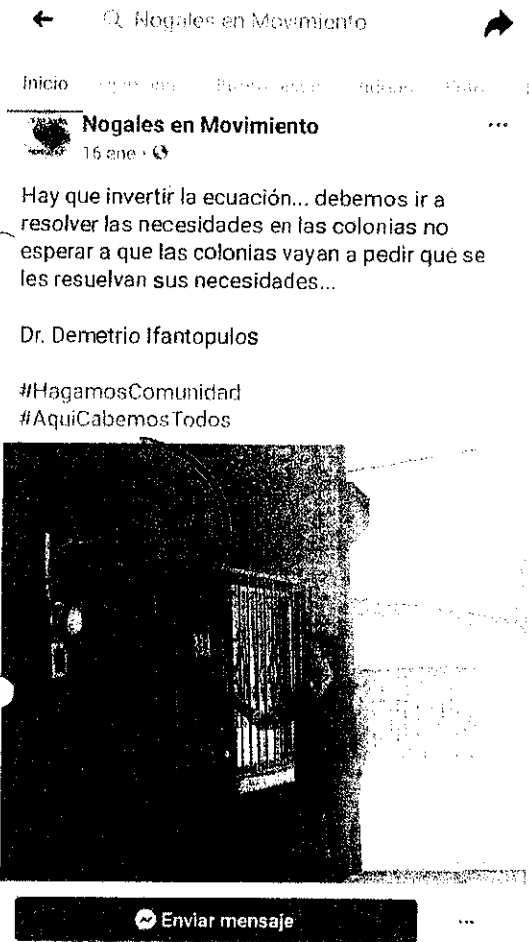 Nogales en Movimiento
Inicio
Nogales en Movimiento
16 ene
Hay que invertir la ecuación... debemos ir a
resolver las necesidades en las colonias no
esperar a que las colonias vayan a pedir que se
les resuelvan sus necesidades...
Dr. Demetrio Ifantopulos
#HagamosComunidad
#AquiCabemosTodos
Enviar mensaje